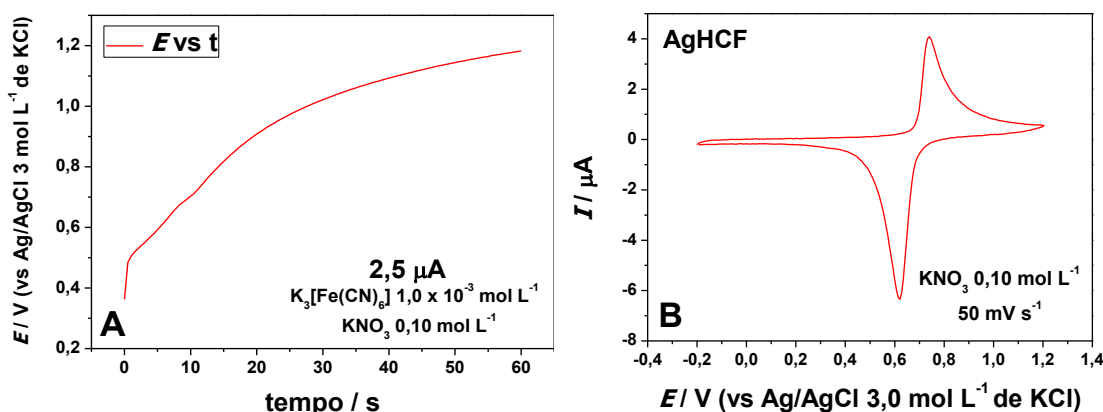 E vs t
1,2
1,0
0,8
0,6
0,4
0,2
E / V (vs Ag/AgCl 3 mol L⁻¹ de KCl)
2,5 μA
K₃[Fe(CN)₆] 1,0 x 10⁻³ mol L⁻¹
KNO₃ 0,10 mol L⁻¹
A
0 10 20 30 40 50 60
tempo / s
AgHCF
4
2
0
-2
-4
-6
-8
I / μA
KNO₃ 0,10 mol L⁻¹
50 mV s⁻¹
B
-0,4 -0,2 0,0 0,2 0,4 0,6 0,8 1,0 1,2 1,4
E / V (vs Ag/AgCl 3,0 mol L⁻¹ de KCl)